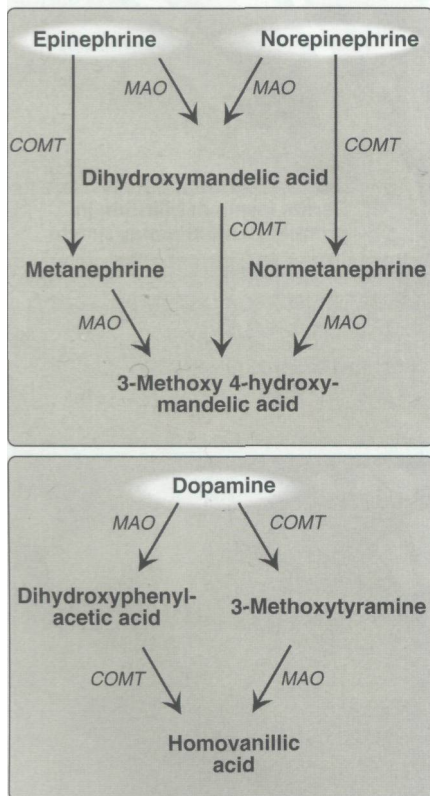 Epinephrine Norepinephrine
MAO MAO
COMT COMT
Dihydroxymandelic acid
COMT
Metanephrine Normetanephrine
MAO MAO
3-Methoxy 4-hydroxy-
mandelic acid
Dopamine
MAO COMT
Dihydroxyphenyl-
acetic acid
3-Methoxytyramine
COMT MAO
Homovanillic
acid